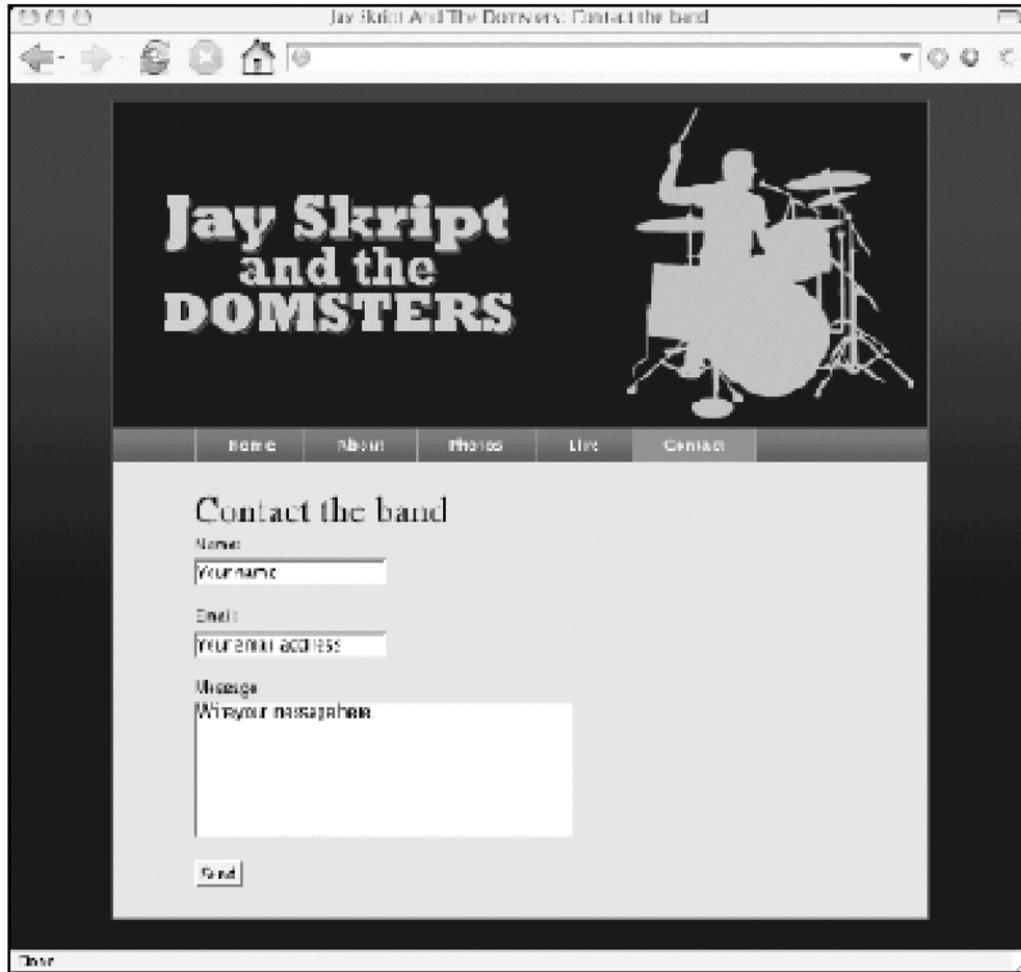 Jay Skript And The Domsters: Contact the band
Jay Skript
and the
DOMSTERS
Home About Photos Live Contact
Contact the band
Name:
Your name
Email:
Your email address
Message
Write your message here
Send
Done